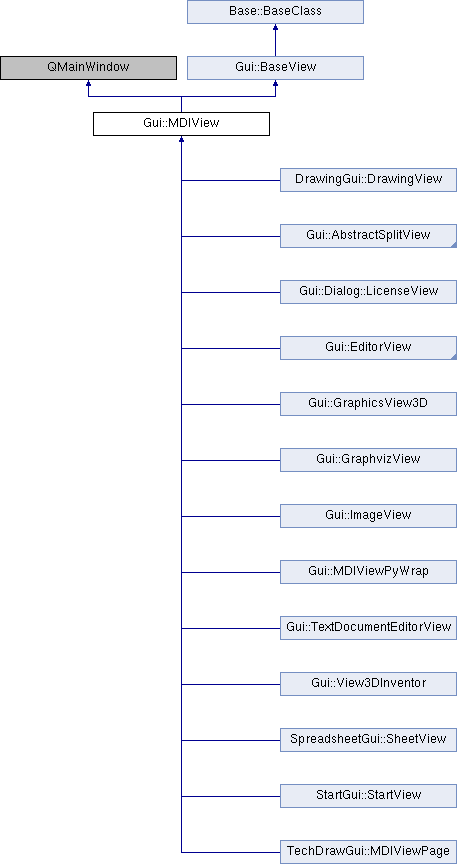 Base::BaseClass
QMainWindow
Gui::BaseView
Gui::MDIView
DrawingGui::DrawingView
Gui::AbstractSplitView
Gui::Dialog::LicenseView
Gui::EditorView
Gui::GraphicsView3D
Gui::GraphvizView
Gui::ImageView
Gui::MDIViewPyWrap
Gui::TextDocumentEditorView
Gui::View3DInventor
SpreadsheetGui::SheetView
StartGui::StartView
TechDrawGui::MDIViewPage